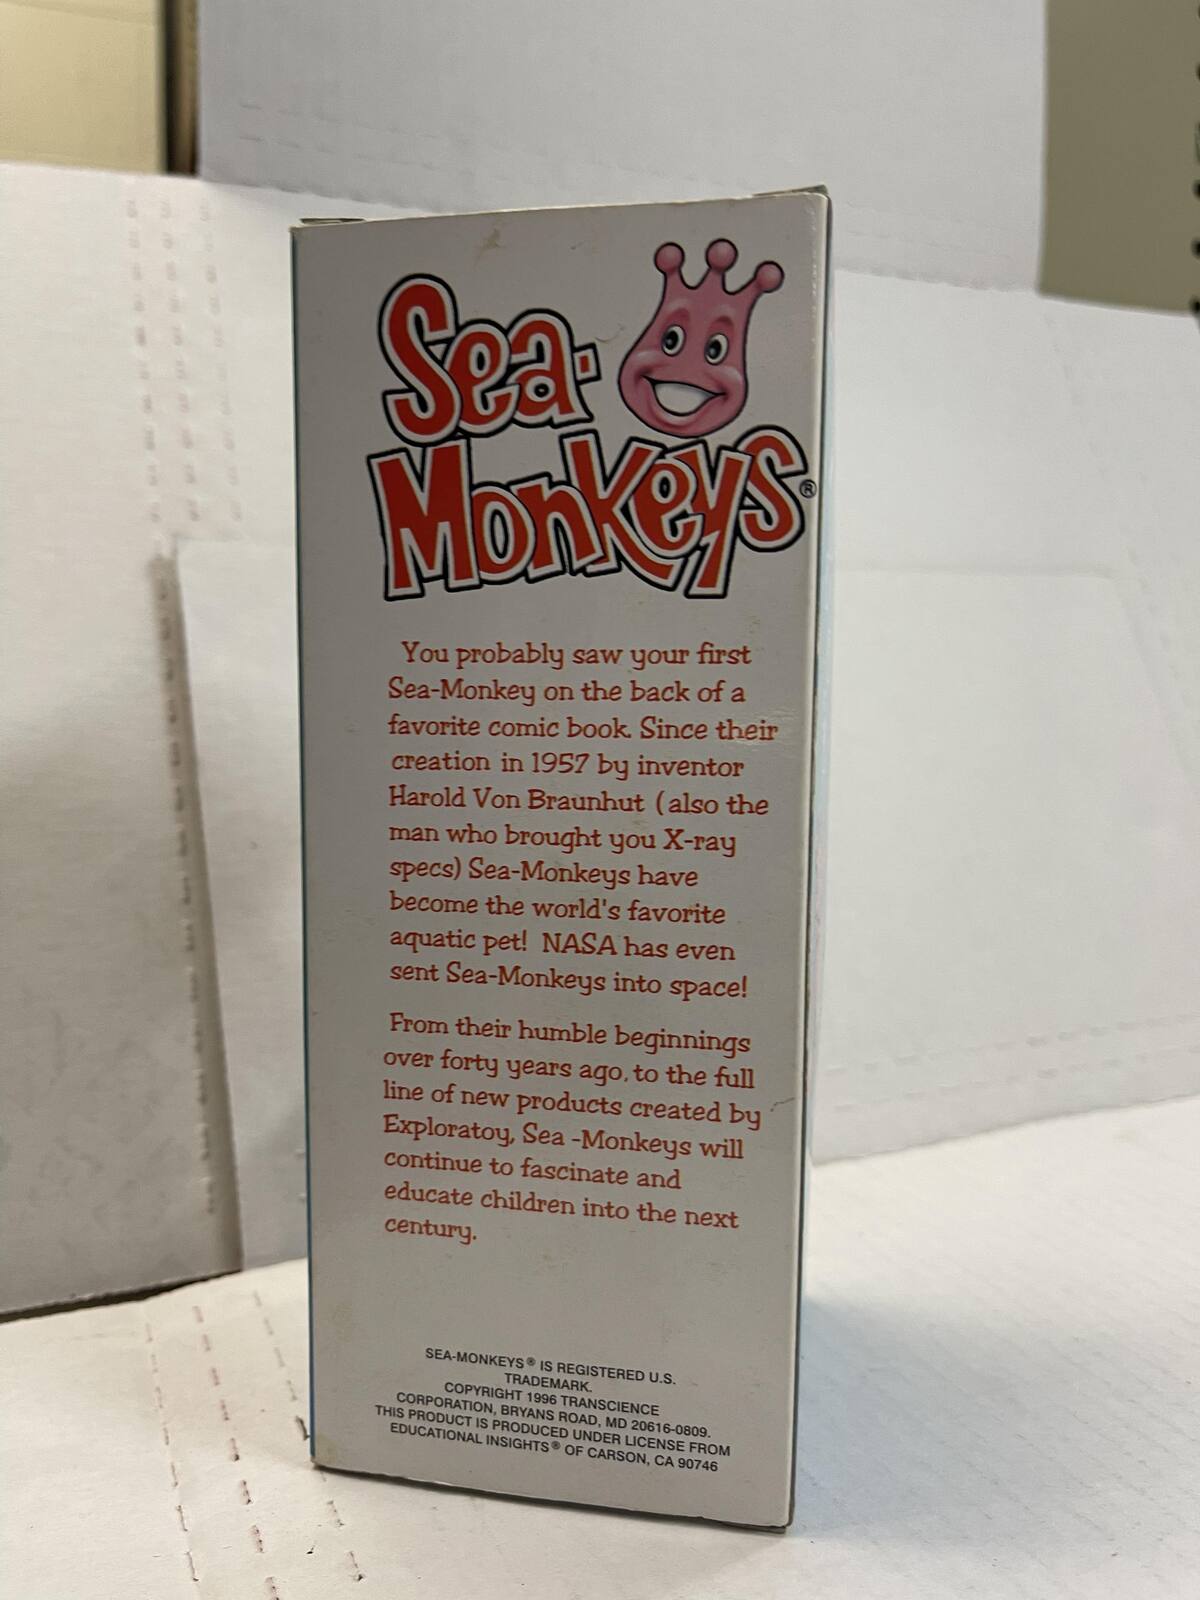 Sea-
Monkeys®
You probably saw your first
Sea-Monkey on the back of a
favorite comic book. Since their
creation in 1957 by inventor
Harold Von Braunhut (also the
man who brought you X-ray
specs) Sea-Monkeys have
become the world's favorite
aquatic pet! NASA has even
sent Sea-Monkeys into space!
From their humble beginnings
over forty years ago, to the full
line of new products created by
Exploratoy, Sea -Monkeys will
continue to fascinate and
educate children into the next
century.
SEA-MONKEYS® IS REGISTERED U.S.
TRADEMARK.
COPYRIGHT 1996 TRANSCIENCE
CORPORATION, BRYANS ROAD, MD 20616-0809.
THIS PRODUCT IS PRODUCED UNDER LICENSE FROM
EDUCATIONAL INSIGHTS® OF CARSON, CA 90746